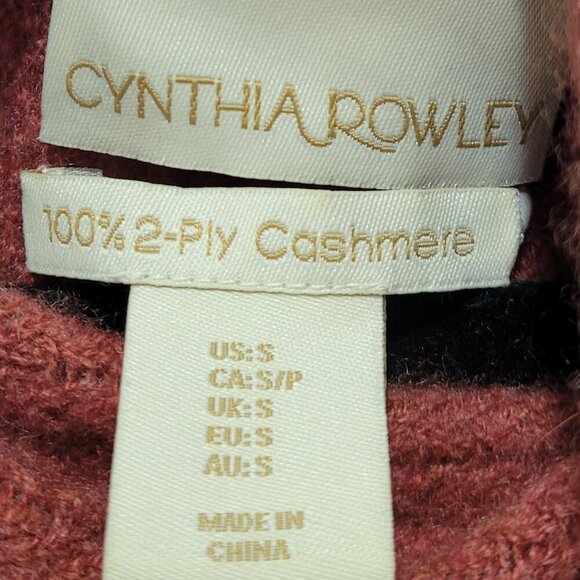 CYNTHIA ROWLEY
100% 2-Ply Cashmere
US:S
CA:S/P
UK:S
EU:S
AU:S
MADE IN
CHINA